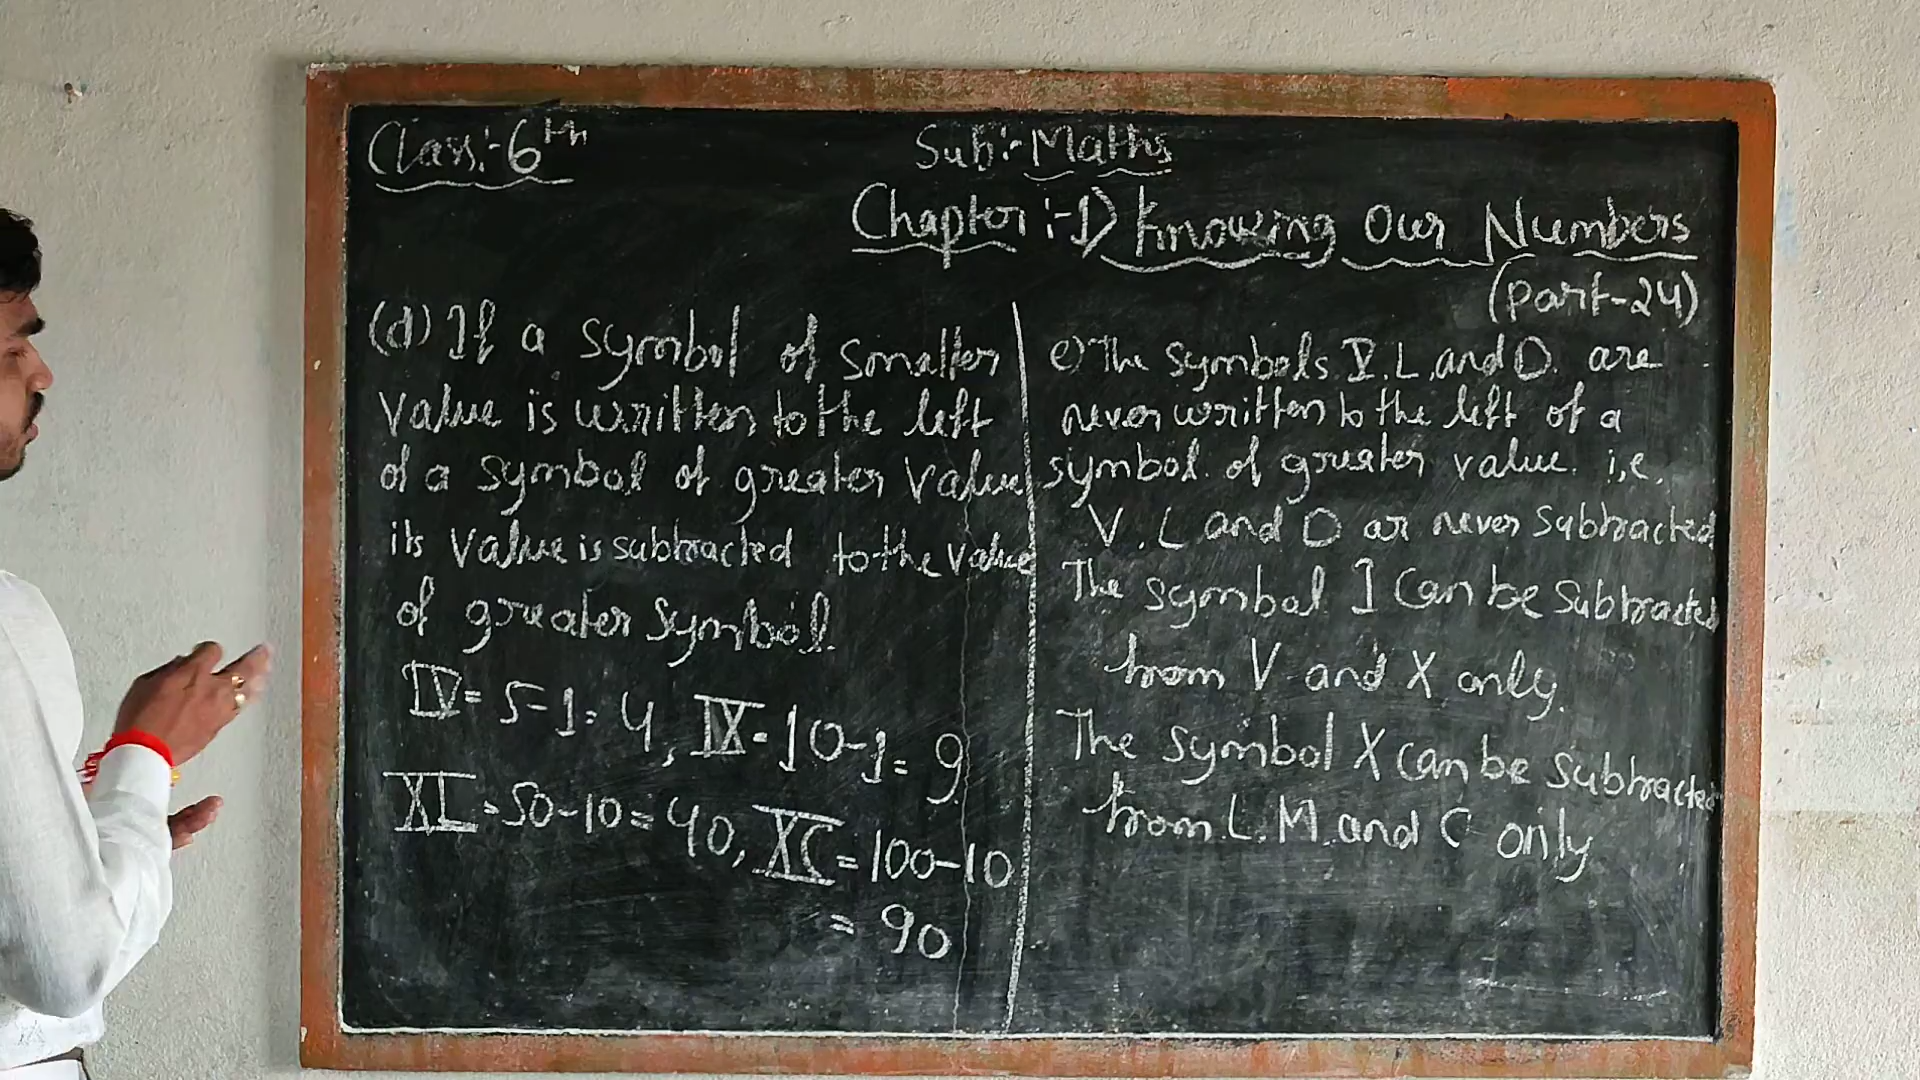 Class:-6th
Sub:-Maths
Chapter:-1) Knowing Our Numbers
(Part-24)
(d) If a symbol of smaller
value is written to the left
of a symbol of greater value
its value is subtracted to the value
of greater symbol.
IV= 5-1=4, IX=10-1=9
XL=50-10=40, XC=100-10
=90
e) The symbols V, L, and D are
never written to the left of a
symbol of greater value i,e,
V, L and D ar never subtracted
The symbol I can be subtracted
from V and X only.
The symbol X can be subtracted
from L, M, and C only